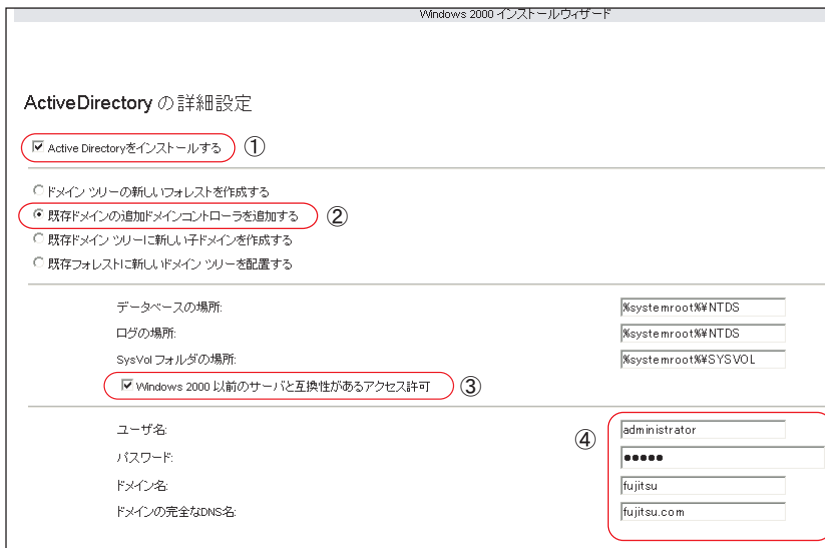 Windows 2000 インストールウィザード
ActiveDirectory の詳細設定
Active Directoryをインストールする ①
ドメイン ツリーの新しいフォレストを作成する
既存ドメインの追加ドメインコントローラを追加する ②
既存ドメイン ツリーに新しい子ドメインを作成する
既存フォレストに新しいドメイン ツリーを配置する
データベースの場所: %systemroot%¥NTDS
ログの場所: %systemroot%¥NTDS
SysVol フォルダの場所: %systemroot%¥SYSVOL
Windows 2000 以前のサーバと互換性があるアクセス許可 ③
ユーザ名: ④ administrator
パスワード: ●●●●●
ドメイン名: fujitsu
ドメインの完全なDNS名: fujitsu.com